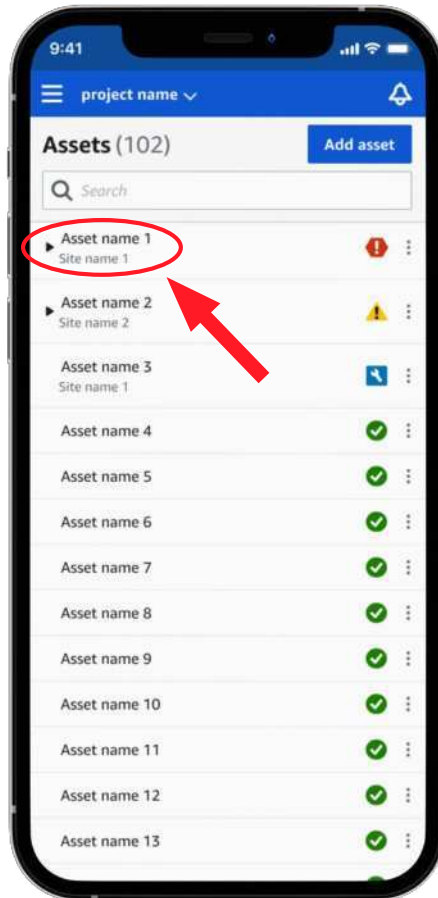 9:41
project name
Assets (102)
Add asset
Search
Asset name 1
Site name 1
Asset name 2
Site name 2
Asset name 3
Site name 1
Asset name 4
Asset name 5
Asset name 6
Asset name 7
Asset name 8
Asset name 9
Asset name 10
Asset name 11
Asset name 12
Asset name 13